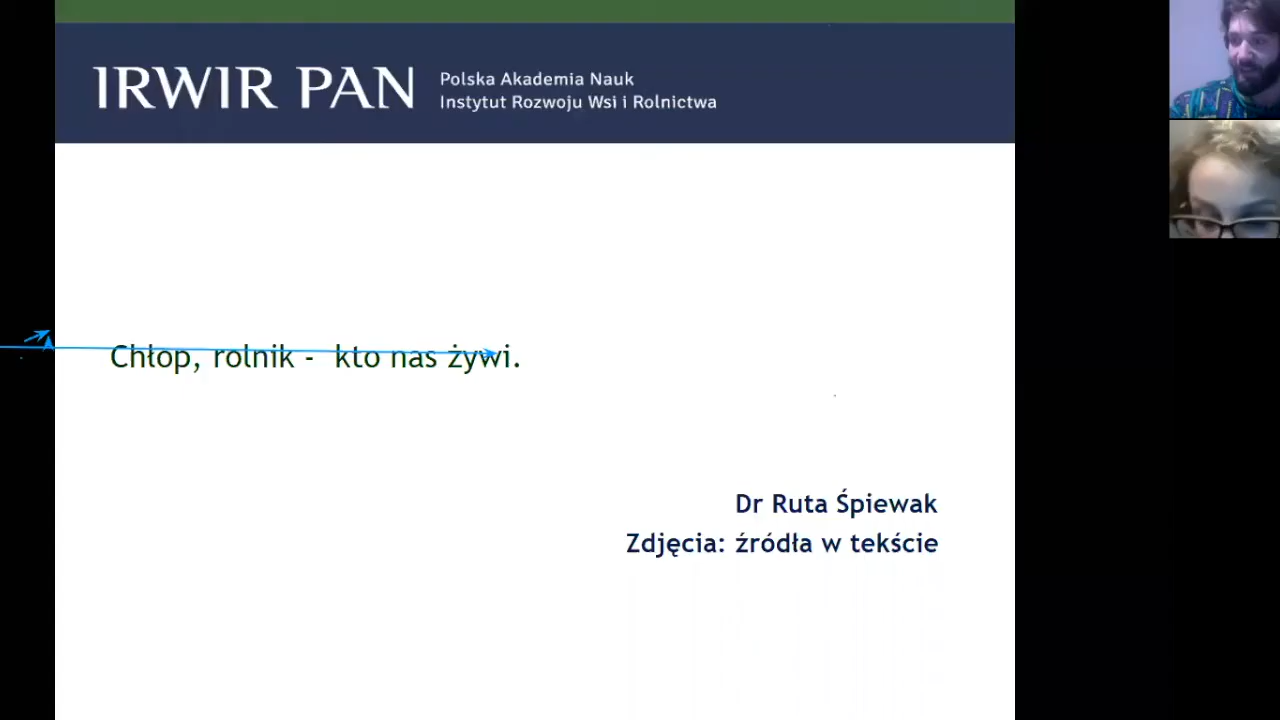 IRWIR PAN
Polska Akademia Nauk
Instytut Rozwoju Wsi i Rolnictwa
Chłop, rolnik - kto nas żywi.
Dr Ruta Śpiewak
Zdjęcia: źródła w tekście